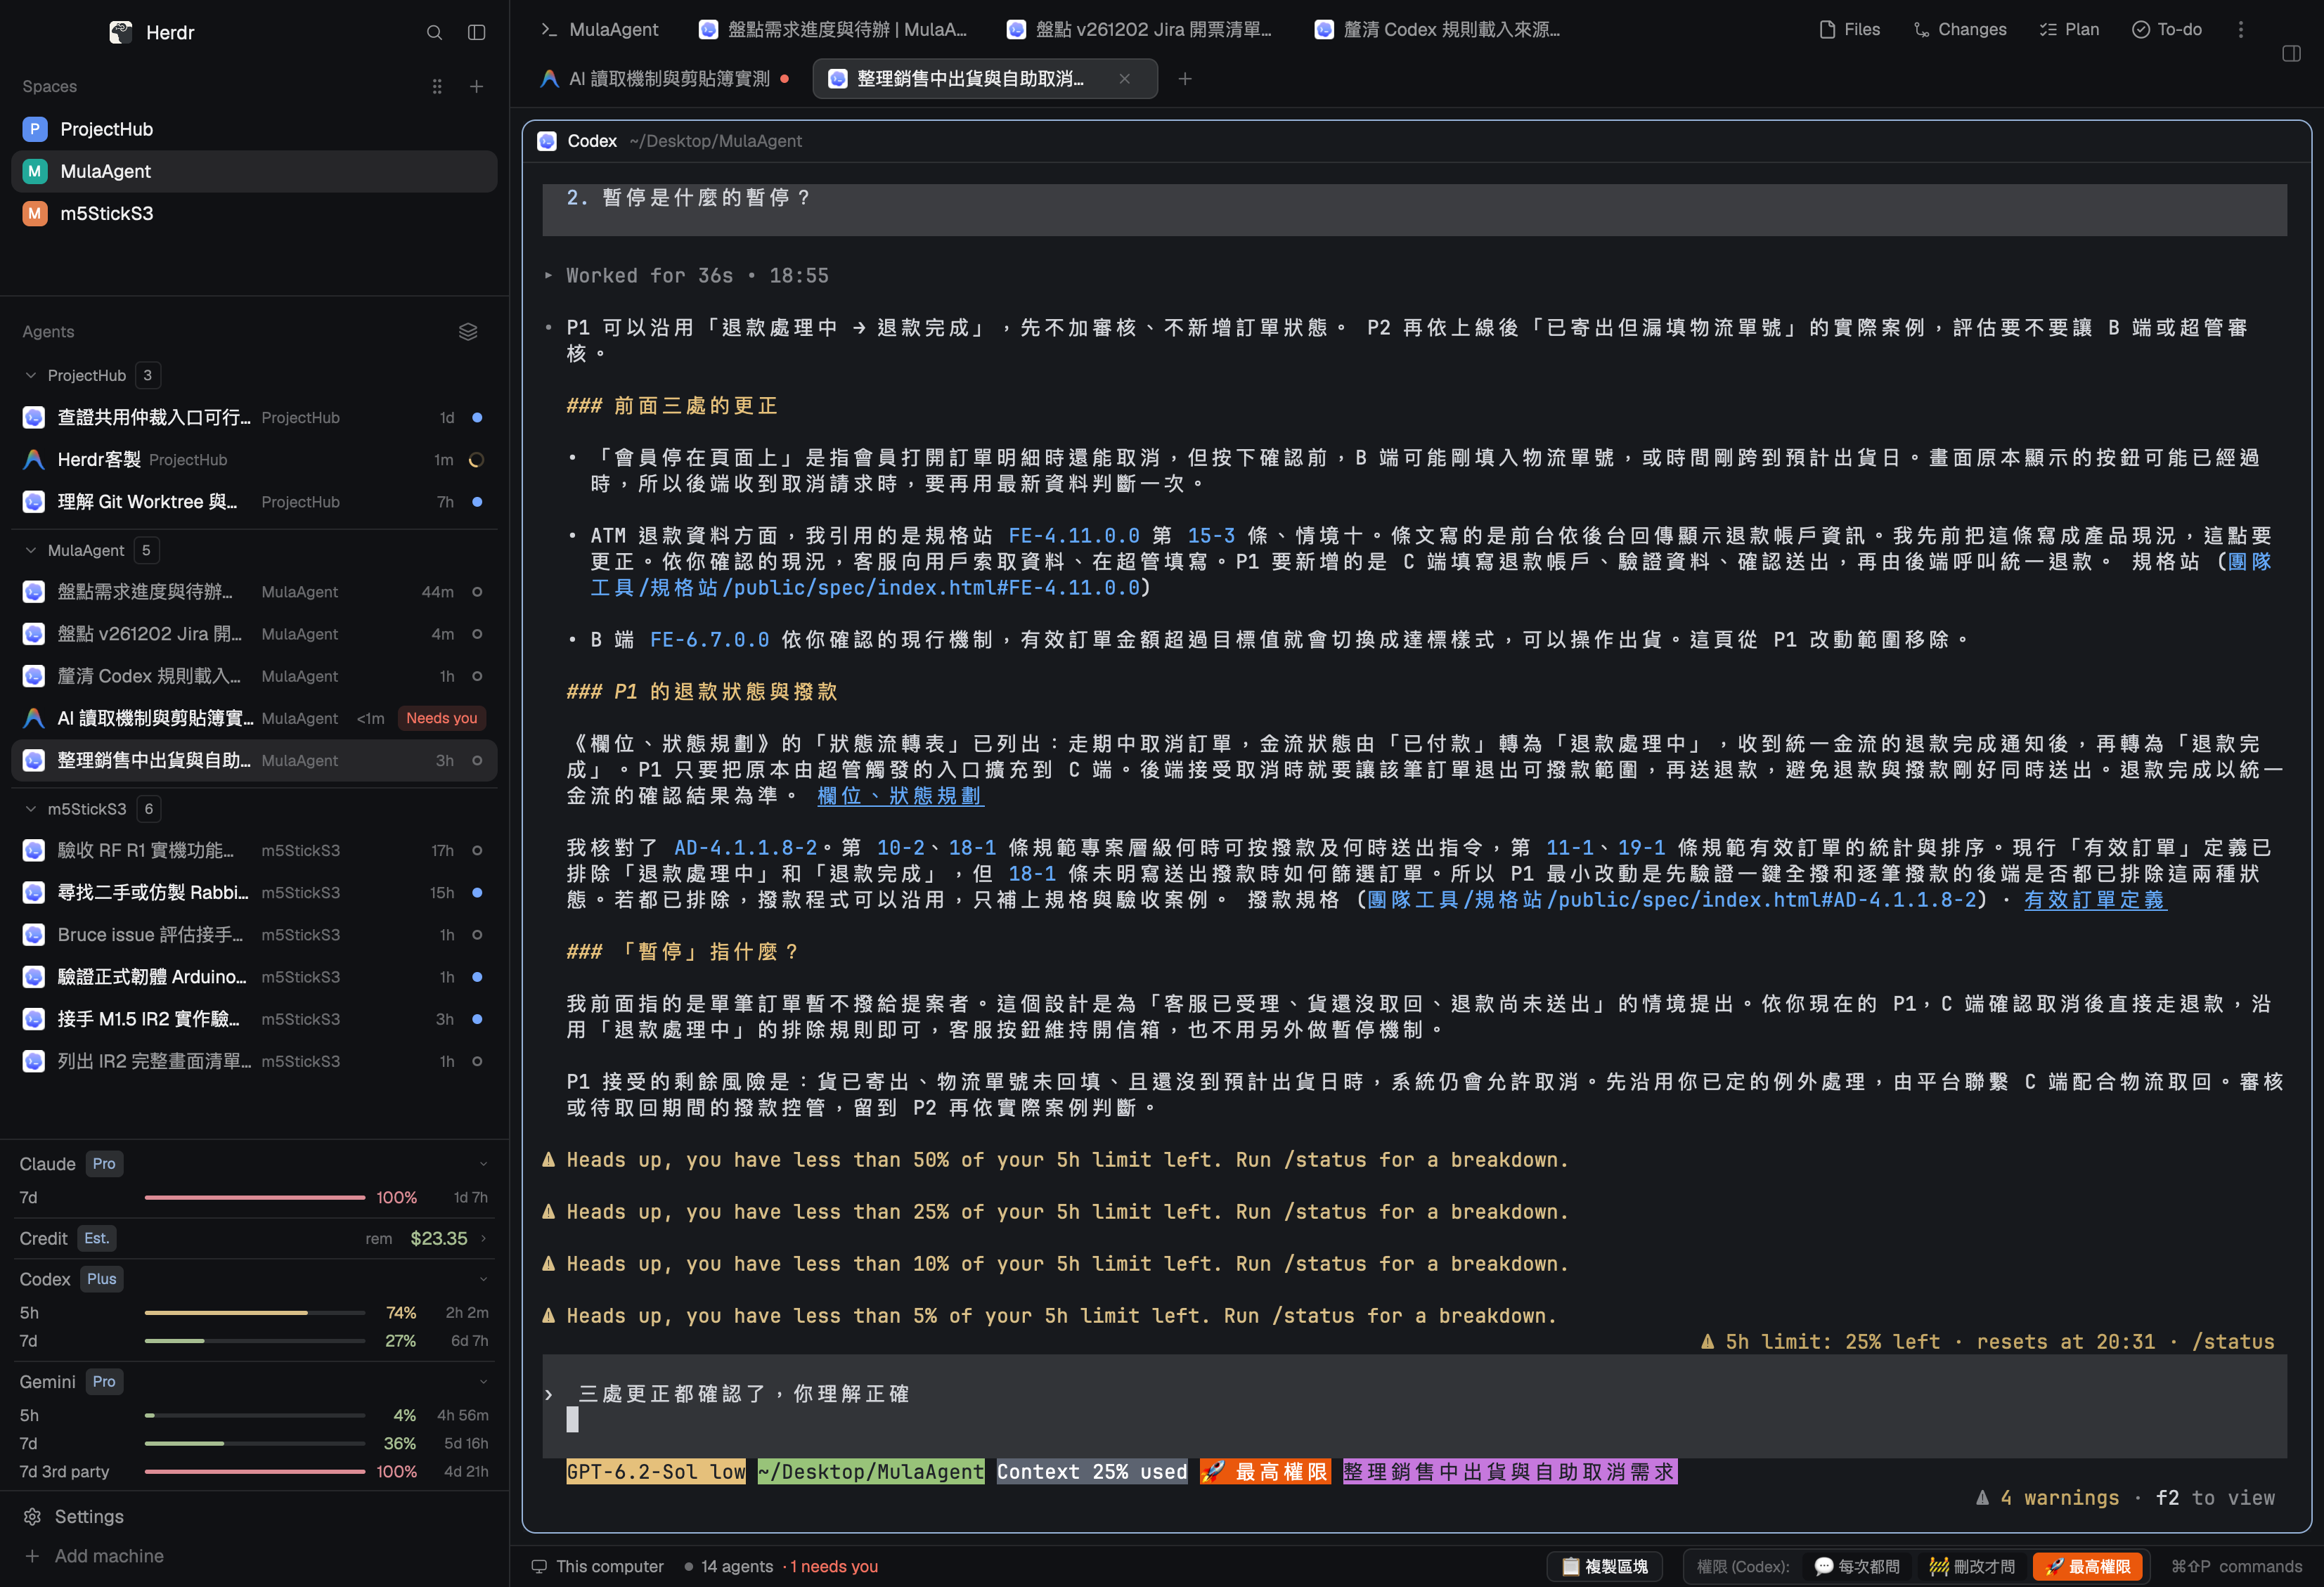 Herdr
Spaces
P ProjectHub
M MulaAgent
M m5StickS3
Agents
ProjectHub 3
查證共用仲裁入口可行... ProjectHub 1d
Herdr客製 ProjectHub 1m
理解 Git Worktree 與... ProjectHub 7h
MulaAgent 5
盤點需求進度與待辦... MulaAgent 44m
盤點 v261202 Jira 開... MulaAgent 4m
釐清 Codex 規則載入... MulaAgent 1h
AI 讀取機制與剪貼簿實... MulaAgent <1m Needs you
整理銷售中出貨與自助... MulaAgent 3h
m5StickS3 6
驗收 RF R1 實機功能... m5StickS3 17h
尋找二手或仿製 Rabbi... m5StickS3 15h
Bruce issue 評估接手... m5StickS3 1h
驗證正式韌體 Arduino... m5StickS3 1h
接手 M1.5 IR2 實作驗... m5StickS3 3h
列出 IR2 完整畫面清單... m5StickS3 1h
Claude Pro
7d 100% 1d 7h
Credit Est. rem $23.35
Codex Plus
5h 74% 2h 2m
7d 27% 6d 7h
Gemini Pro
5h 4% 4h 56m
7d 36% 5d 16h
7d 3rd party 100% 4d 21h
Settings
Add machine
MulaAgent 盤點需求進度與待辦 | MulaA... 盤點 v261202 Jira 開票清單... 釐清 Codex 規則載入來源... Files Changes Plan To-do
AI 讀取機制與剪貼簿實測 整理銷售中出貨與自助取消...
Codex ~/Desktop/MulaAgent
2. 暫停是什麼的暫停？
▸ Worked for 36s • 18:55
• P1 可以沿用「退款處理中 → 退款完成」，先不加審核、不新增訂單狀態。 P2 再依上線後「已寄出但漏填物流單號」的實際案例，評估要不要讓 B 端或超管審
核。
### 前面三處的更正
• 「會員停在頁面上」是指會員打開訂單明細時還能取消，但按下確認前，B 端可能剛填入物流單號，或時間剛跨到預計出貨日。畫面原本顯示的按鈕可能已經過
時，所以後端收到取消請求時，要再用最新資料判斷一次。
• ATM 退款資料方面，我引用的是規格站 FE-4.11.0.0 第 15-3 條、情境十。條文寫的是前台依後台回傳顯示退款帳戶資訊。我先前把這條寫成產品現況，這點要
更正。依你確認的現況，客服向用戶索取資料、在超管填寫。P1 要新增的是 C 端填寫退款帳戶、驗證資料、確認送出，再由後端呼叫統一退款。 規格站 (團隊
工具/規格站/public/spec/index.html#FE-4.11.0.0)
• B 端 FE-6.7.0.0 依你確認的現行機制，有效訂單金額超過目標值就會切換成達標樣式，可以操作出貨。這頁從 P1 改動範圍移除。
### P1 的退款狀態與撥款
《欄位、狀態規劃》的「狀態流轉表」已列出：走期中取消訂單，金流狀態由「已付款」轉為「退款處理中」，收到統一金流的退款完成通知後，再轉為「退款完
成」。P1 只要把原本由超管觸發的入口擴充到 C 端。後端接受取消時就要讓該筆訂單退出可撥款範圍，再送退款，避免退款與撥款剛好同時送出。退款完成以統一
金流的確認結果為準。 欄位、狀態規劃
我核對了 AD-4.1.1.8-2。第 10-2、18-1 條規範專案層級何時可按撥款及何時送出指令，第 11-1、19-1 條規範有效訂單的統計與排序。現行「有效訂單」定義已
排除「退款處理中」和「退款完成」，但 18-1 條未明寫送出撥款時如何篩選訂單。所以 P1 最小改動是先驗證一鍵全撥和逐筆撥款的後端是否都已排除這兩種狀
態。若都已排除，撥款程式可以沿用，只補上規格與驗收案例。 撥款規格 (團隊工具/規格站/public/spec/index.html#AD-4.1.1.8-2) · 有效訂單定義
### 「暫停」指什麼？
我前面指的是單筆訂單暫不撥給提案者。這個設計是為「客服已受理、貨還沒取回、退款尚未送出」的情境提出。依你現在的 P1，C 端確認取消後直接走退款，沿
用「退款處理中」的排除規則即可，客服按鈕維持開信箱，也不用另外做暫停機制。
P1 接受的剩餘風險是：貨已寄出、物流單號未回填、且還沒到預計出貨日時，系統仍會允許取消。先沿用你已定的例外處理，由平台聯繫 C 端配合物流取回。審核
或待取回期間的撥款控管，留到 P2 再依實際案例判斷。
⚠ Heads up, you have less than 50% of your 5h limit left. Run /status for a breakdown.
⚠ Heads up, you have less than 25% of your 5h limit left. Run /status for a breakdown.
⚠ Heads up, you have less than 10% of your 5h limit left. Run /status for a breakdown.
⚠ Heads up, you have less than 5% of your 5h limit left. Run /status for a breakdown.
⚠ 5h limit: 25% left · resets at 20:31 · /status
› 三處更正都確認了，你理解正確
GPT-6.2-Sol low ~/Desktop/MulaAgent Context 25% used 🚀 最高權限 整理銷售中出貨與自助取消需求
⚠ 4 warnings · f2 to view
This computer 14 agents · 1 needs you 📋 複製區塊 權限 (Codex): 💬 每次都問 🚧 刪改才問 🚀 最高權限 ⌘⇧P commands